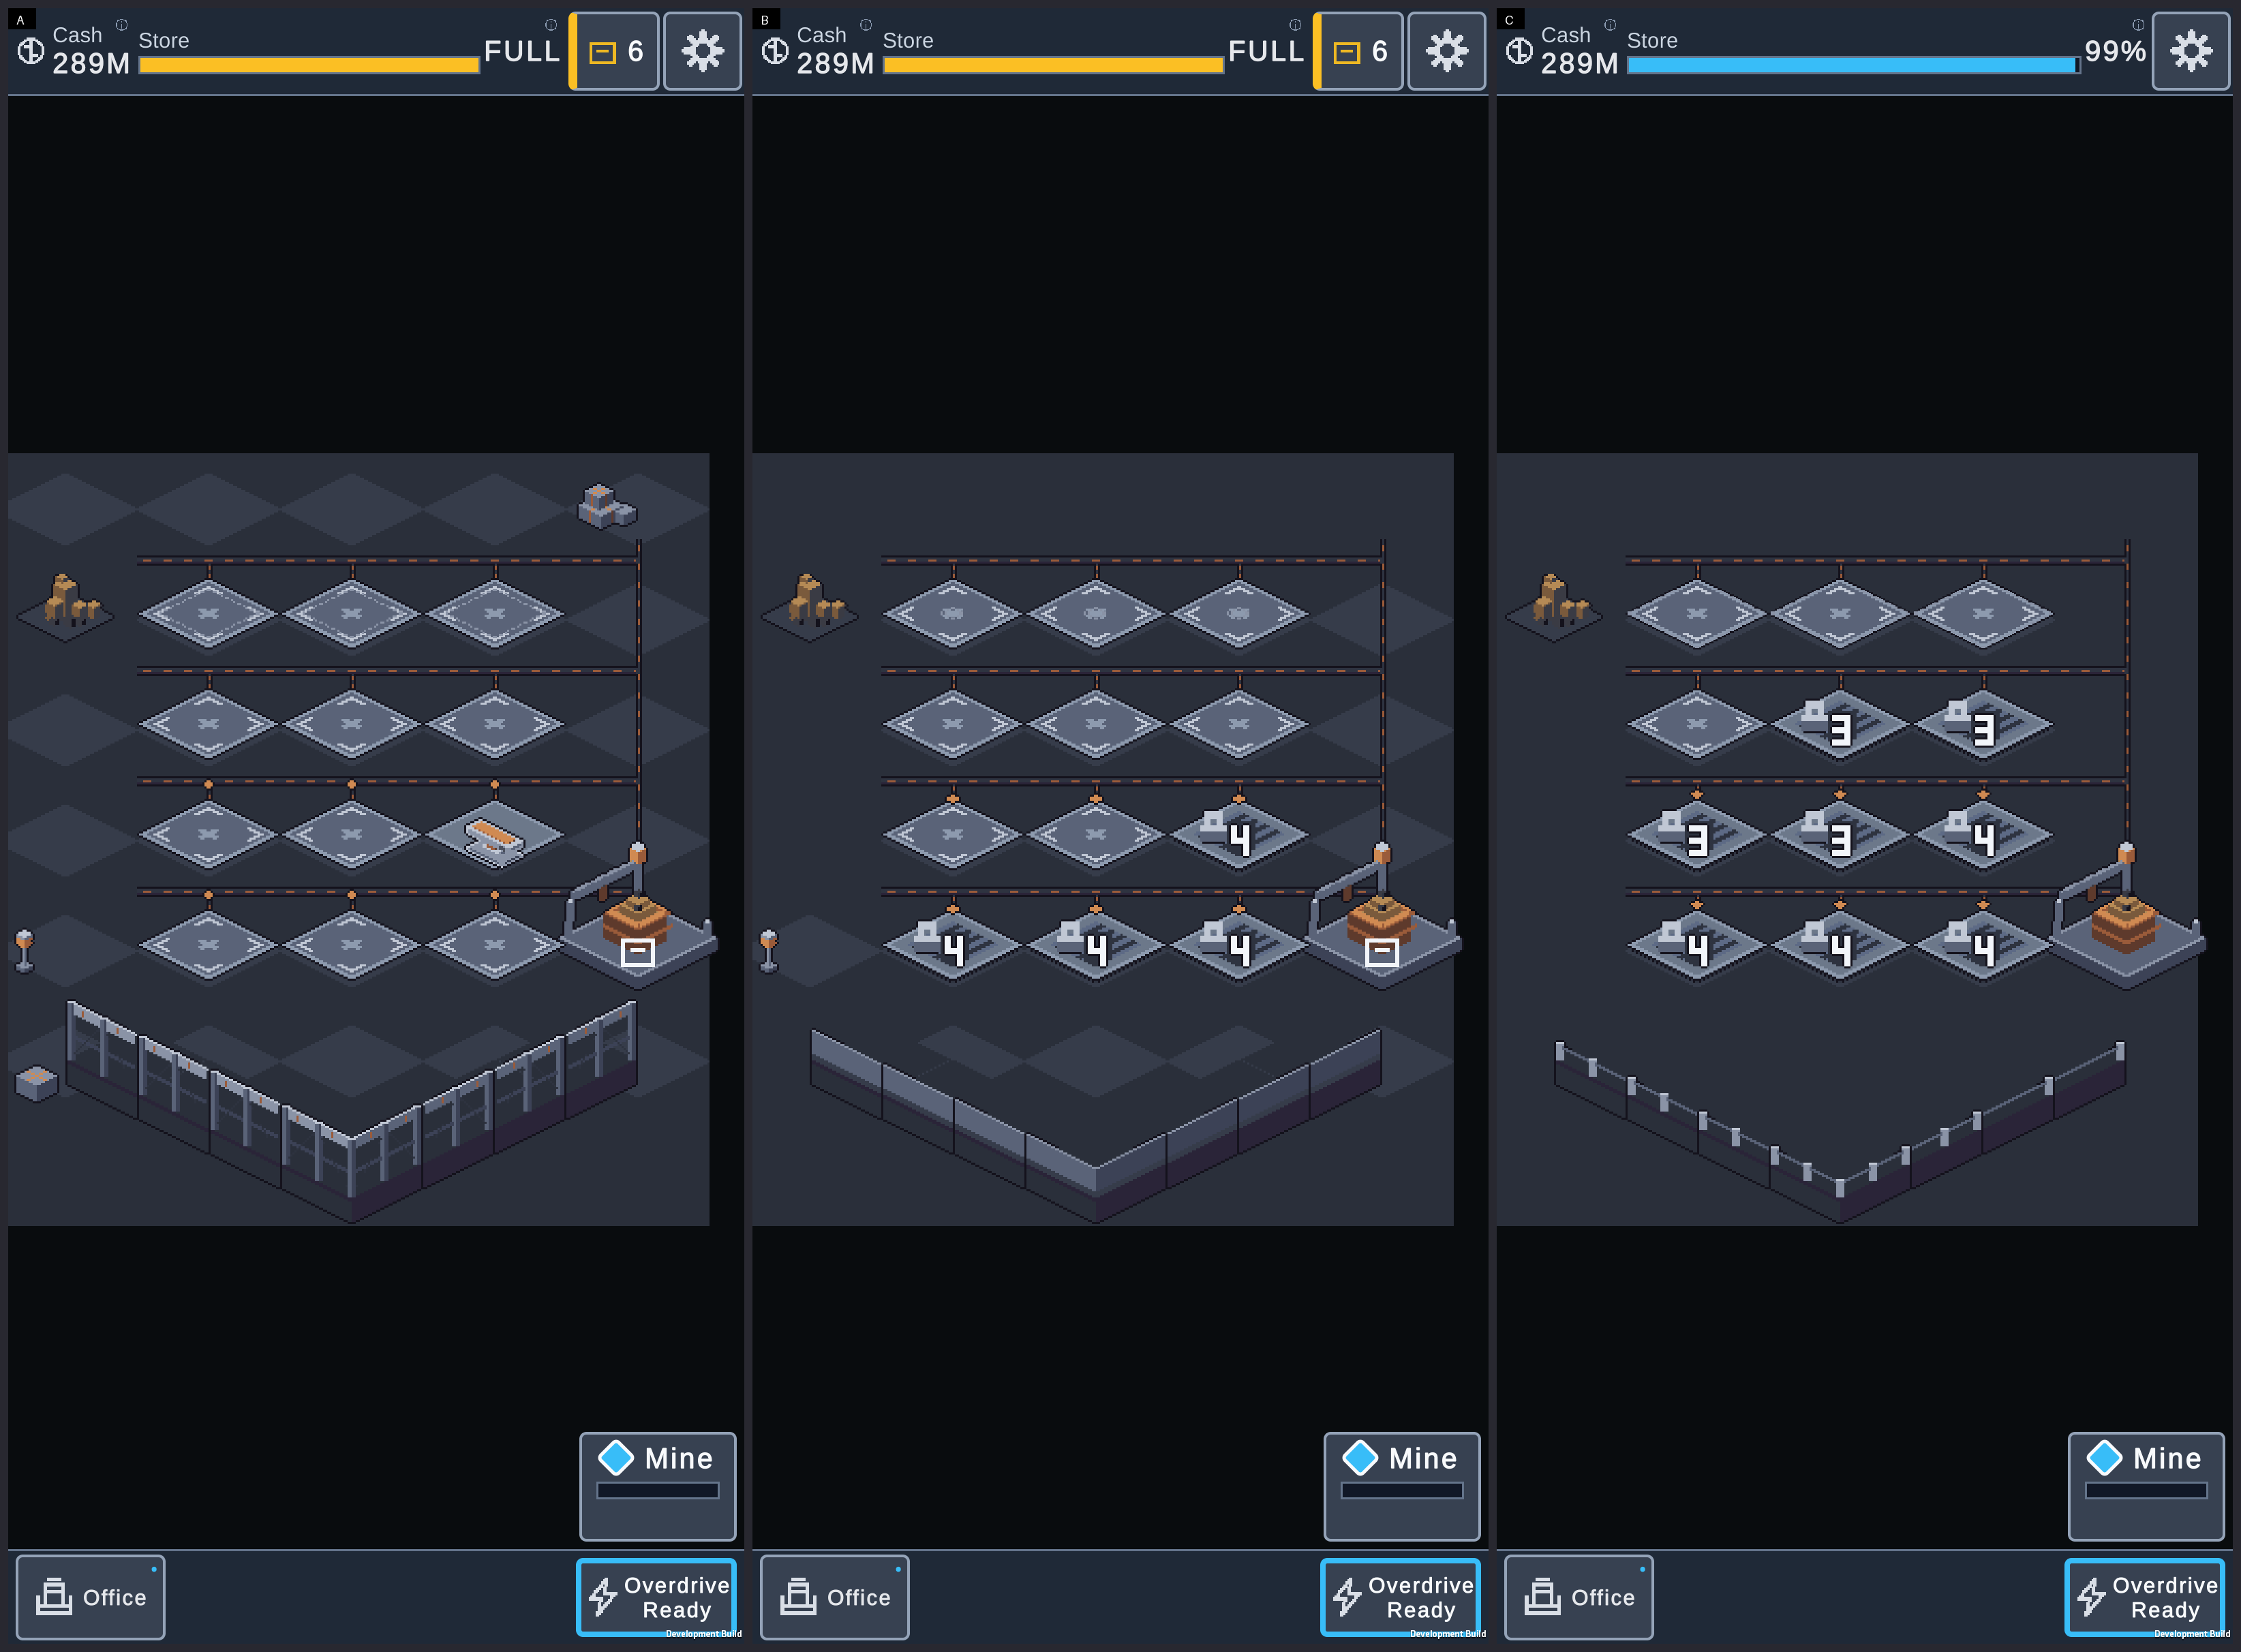 A
Cash
289M
Store
FULL
6
Mine
Office
Overdrive
Ready
Development Build
B
Cash
289M
Store
FULL
6
4
4
4
4
Mine
Office
Overdrive
Ready
Development Build
C
Cash
289M
Store
99%
3
3
3
3
4
4
4
4
Mine
Office
Overdrive
Ready
Development Build